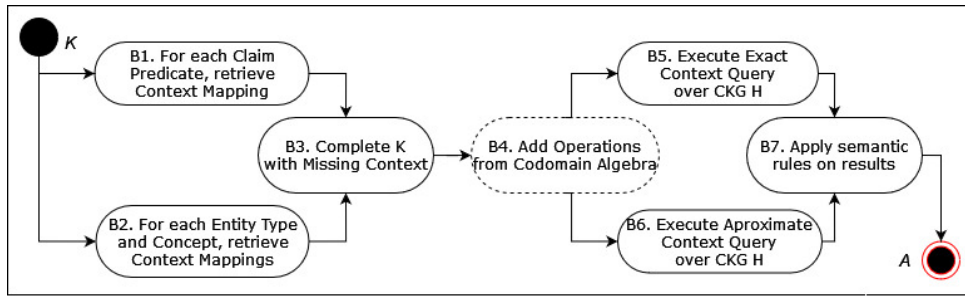 K
B1. For each Claim
Predicate, retrieve
Context Mapping
B2. For each Entity Type
and Concept, retrieve
Context Mappings
B3. Complete K
with Missing Context
B4. Add Operations
from Codomain Algebra
B5. Execute Exact
Context Query
over CKG H
B6. Execute Aproximate
Context Query
over CKG H
B7. Apply semantic
rules on results
A